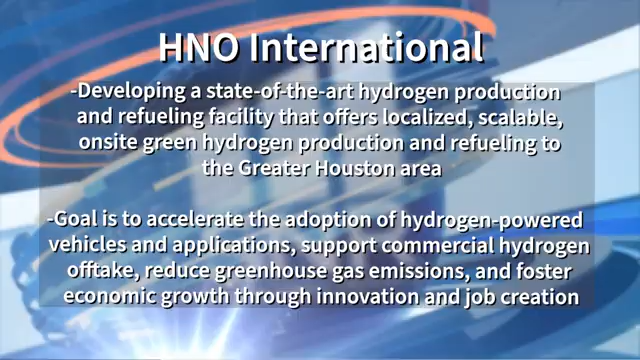 HNO International
-Developing a state-of-the-art hydrogen production
and refueling facility that offers localized, scalable,
onsite green hydrogen production and refueling to
the Greater Houston area
-Goal is to accelerate the adoption of hydrogen-powered
vehicles and applications, support commercial hydrogen
offtake, reduce greenhouse gas emissions, and foster
economic growth through innovation and job creation